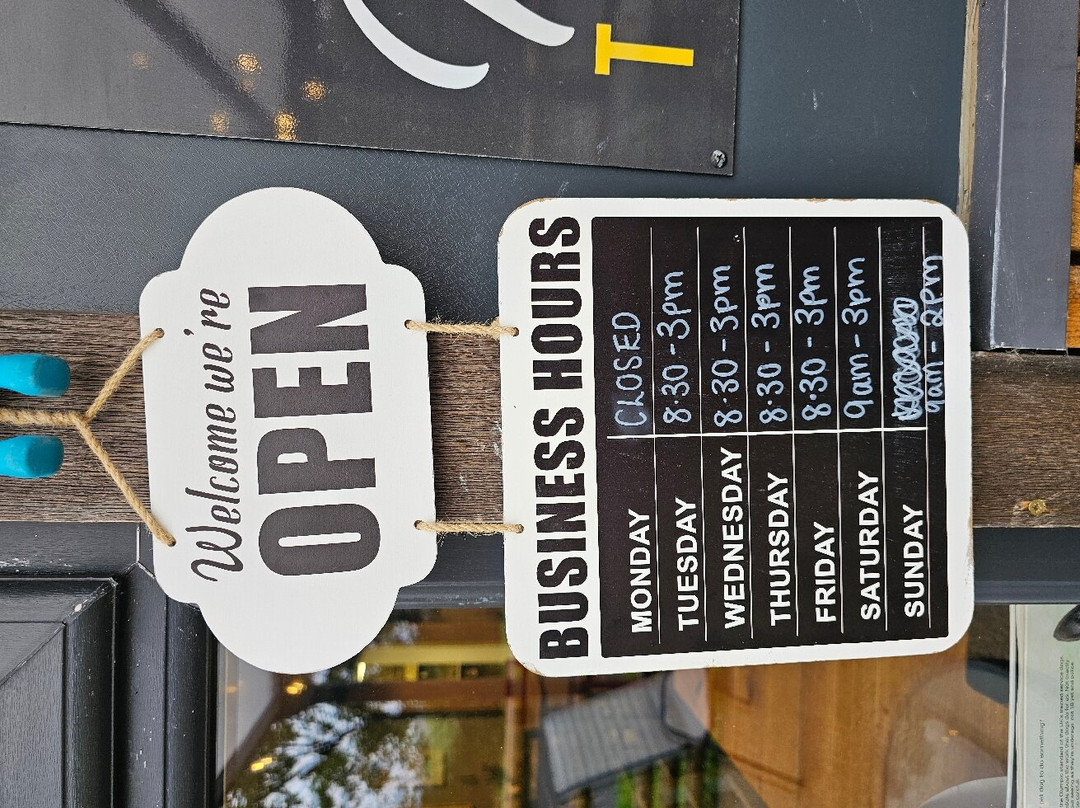 T
Welcome we're
OPEN
BUSINESS HOURS
MONDAY CLOSED
TUESDAY 8·30 - 3pm
WEDNESDAY 8·30 - 3pm
THURSDAY 8·30 - 3pm
FRIDAY 8·30 - 3pm
SATURDAY 9am - 3pm
SUNDAY 9am - 2pm